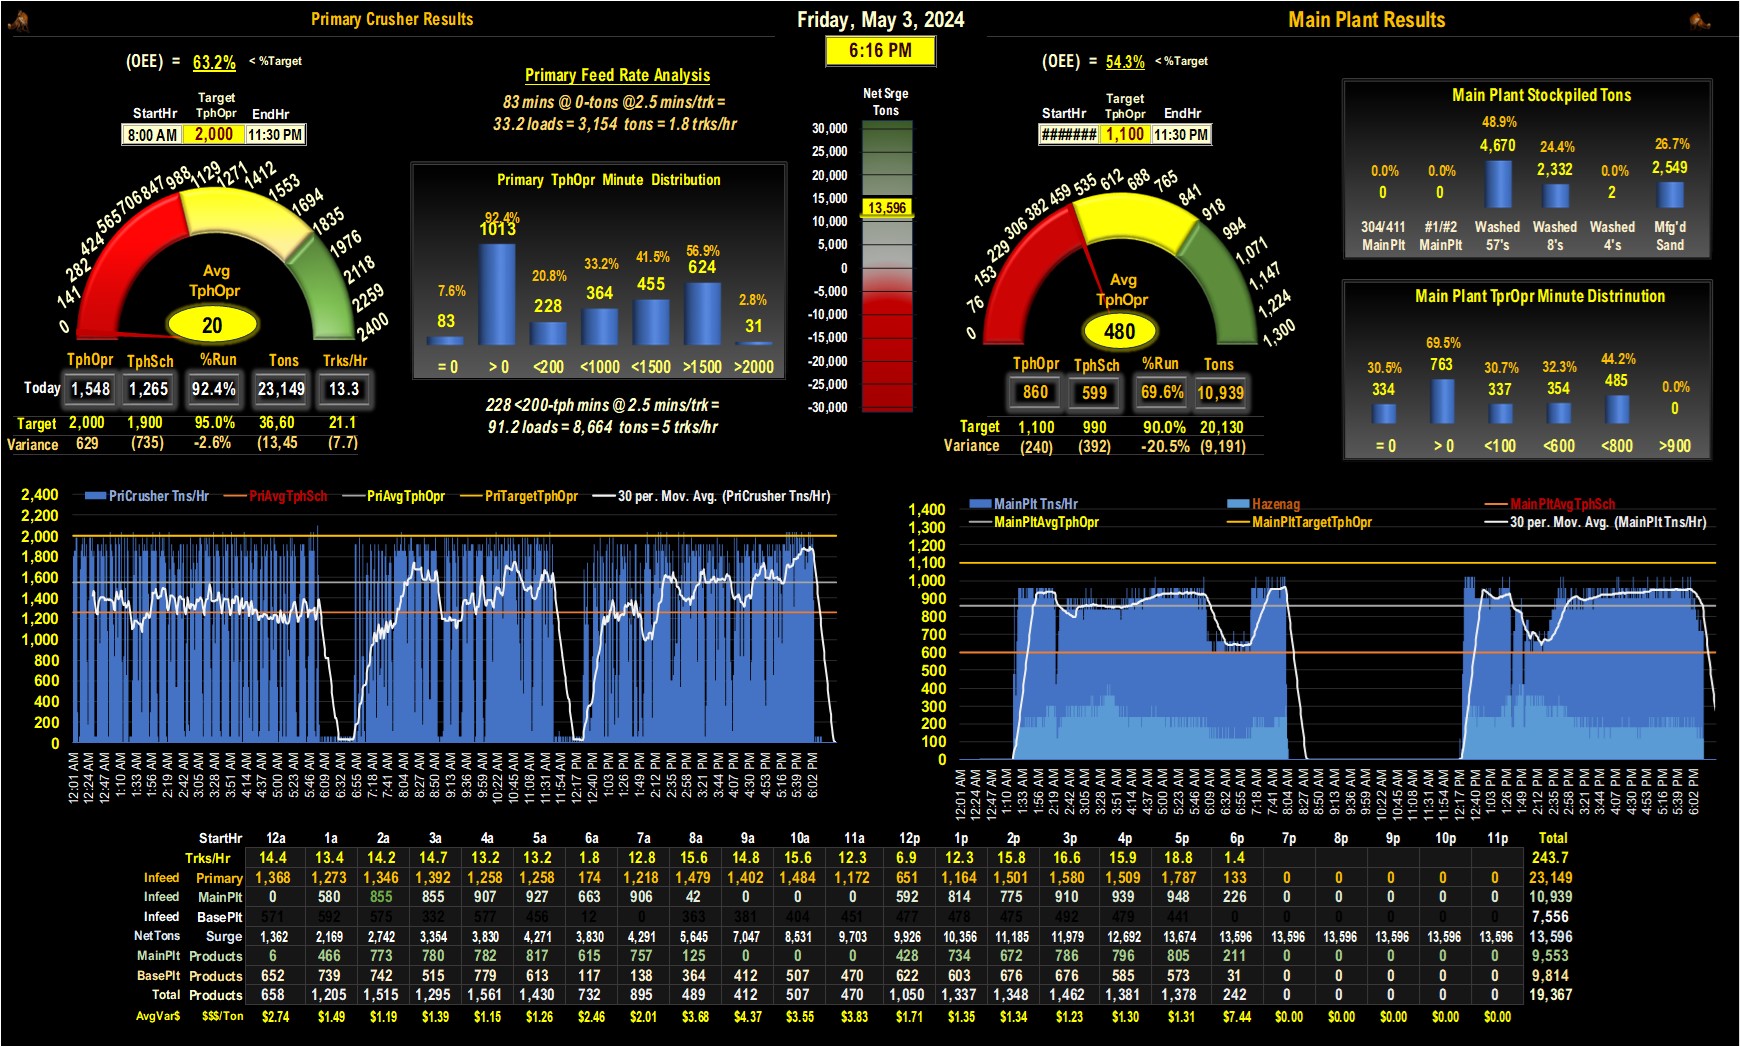 Primary Crusher Results
Friday, May 3, 2024
Main Plant Results
6:16 PM
(OEE) = 63.2% < %Target
StartHr Target TphOpr EndHr
8:00 AM 2,000 11:30 PM
0 141 282 424 565 706 847 988 1129 1271 1412 1553 1694 1835 1976 2118 2259 2400
Avg
TphOpr
20
TphOpr TphSch %Run Tons Trks/Hr
Today 1,548 1,265 92.4% 23,149 13.3
Target 2,000 1,900 95.0% 36,60 21.1
Variance 629 (735) -2.6% (13,45 (7.7)
Primary Feed Rate Analysis
83 mins @ 0-tons @2.5 mins/trk =
33.2 loads = 3,154 tons = 1.8 trks/hr
Primary TphOpr Minute Distribution
7.6% 92.4% 20.8% 33.2% 41.5% 56.9% 2.8%
83 1013 228 364 455 624 31
= 0 > 0 <200 <1000 <1500 >1500 >2000
228 <200-tph mins @ 2.5 mins/trk =
91.2 loads = 8,664 tons = 5 trks/hr
Net Srge
Tons
30,000
25,000
20,000
15,000
13,596
10,000
5,000
0
-5,000
-10,000
-15,000
-20,000
-25,000
-30,000
(OEE) = 54.3% < %Target
StartHr Target TphOpr EndHr
####### 1,100 11:30 PM
0 76 153 229 306 382 459 535 612 688 765 841 918 994 1,071 1,147 1,224 1,300
Avg
TphOpr
480
TphOpr TphSch %Run Tons
860 599 69.6% 10,939
Target 1,100 990 90.0% 20,130
Variance (240) (392) -20.5% (9,191)
Main Plant Stockpiled Tons
0.0% 0.0% 48.9% 24.4% 0.0% 26.7%
0 0 4,670 2,332 2 2,549
304/411 #1/#2 Washed Washed Washed Mfg'd
MainPlt MainPlt 57's 8's 4's Sand
Main Plant TprOpr Minute Distrinution
30.5% 69.5% 30.7% 32.3% 44.2% 0.0%
334 763 337 354 485 0
= 0 > 0 <100 <600 <800 >900
PriCrusher Tns/Hr PriAvgTphSch PriAvgTphOpr PriTargetTphOpr 30 per. Mov. Avg. (PriCrusher Tns/Hr)
2,400
2,200
2,000
1,800
1,600
1,400
1,200
1,000
800
600
400
200
0
12:01 AM 12:24 AM 12:47 AM 1:10 AM 1:33 AM 1:56 AM 2:19 AM 2:42 AM 3:05 AM 3:28 AM 3:51 AM 4:14 AM 4:37 AM 5:00 AM 5:23 AM 5:46 AM 6:09 AM 6:32 AM 6:55 AM 7:18 AM 7:41 AM 8:04 AM 8:27 AM 8:50 AM 9:13 AM 9:36 AM 9:59 AM 10:22 AM 10:45 AM 11:08 AM 11:31 AM 11:54 AM 12:17 PM 12:40 PM 1:03 PM 1:26 PM 1:49 PM 2:12 PM 2:35 PM 2:58 PM 3:21 PM 3:44 PM 4:07 PM 4:30 PM 4:53 PM 5:16 PM 5:39 PM 6:02 PM
MainPlt Tns/Hr Hazenag MainPltAvgTphSch
MainPltAvgTphOpr MainPltTargetTphOpr 30 per. Mov. Avg. (MainPlt Tns/Hr)
1,400
1,300
1,200
1,100
1,000
900
800
700
600
500
400
300
200
100
0
12:01 AM 12:24 AM 12:47 AM 1:10 AM 1:33 AM 1:56 AM 2:19 AM 2:42 AM 3:05 AM 3:28 AM 3:51 AM 4:14 AM 4:37 AM 5:00 AM 5:23 AM 5:46 AM 6:09 AM 6:32 AM 6:55 AM 7:18 AM 7:41 AM 8:04 AM 8:27 AM 8:50 AM 9:13 AM 9:36 AM 9:59 AM 10:22 AM 10:45 AM 11:08 AM 11:31 AM 11:54 AM 12:17 PM 12:40 PM 1:03 PM 1:26 PM 1:49 PM 2:12 PM 2:35 PM 2:58 PM 3:21 PM 3:44 PM 4:07 PM 4:30 PM 4:53 PM 5:16 PM 5:39 PM 6:02 PM
StartHr 12a 1a 2a 3a 4a 5a 6a 7a 8a 9a 10a 11a 12p 1p 2p 3p 4p 5p 6p 7p 8p 9p 10p 11p Total
Trks/Hr 14.4 13.4 14.2 14.7 13.2 13.2 1.8 12.8 15.6 14.8 15.6 12.3 6.9 12.3 15.8 16.6 15.9 18.8 1.4 243.7
Infeed Primary 1,368 1,273 1,346 1,392 1,258 1,258 174 1,218 1,479 1,402 1,484 1,172 651 1,164 1,501 1,580 1,509 1,787 133 0 0 0 0 0 23,149
Infeed MainPlt 0 580 855 855 907 927 663 906 42 0 0 0 592 814 775 910 939 948 226 0 0 0 0 0 10,939
Infeed BasePlt 571 592 575 332 577 456 12 0 363 381 404 451 477 478 475 492 479 441 0 0 0 0 0 0 7,556
NetTons Surge 1,362 2,169 2,742 3,354 3,830 4,271 3,830 4,291 5,645 7,047 8,531 9,703 9,926 10,356 11,185 11,979 12,692 13,674 13,596 13,596 13,596 13,596 13,596 13,596 13,596
MainPlt Products 6 466 773 780 782 817 615 757 125 0 0 0 428 734 672 786 796 805 211 0 0 0 0 0 9,553
BasePlt Products 652 739 742 515 779 613 117 138 364 412 507 470 622 603 676 676 585 573 31 0 0 0 0 0 9,814
Total Products 658 1,205 1,515 1,295 1,561 1,430 732 895 489 412 507 470 1,050 1,337 1,348 1,462 1,381 1,378 242 0 0 0 0 0 19,367
AvgVar$ $$$/Ton $2.74 $1.49 $1.19 $1.39 $1.15 $1.26 $2.46 $2.01 $3.68 $4.37 $3.55 $3.83 $1.71 $1.35 $1.34 $1.23 $1.30 $1.31 $7.44 $0.00 $0.00 $0.00 $0.00 $0.00